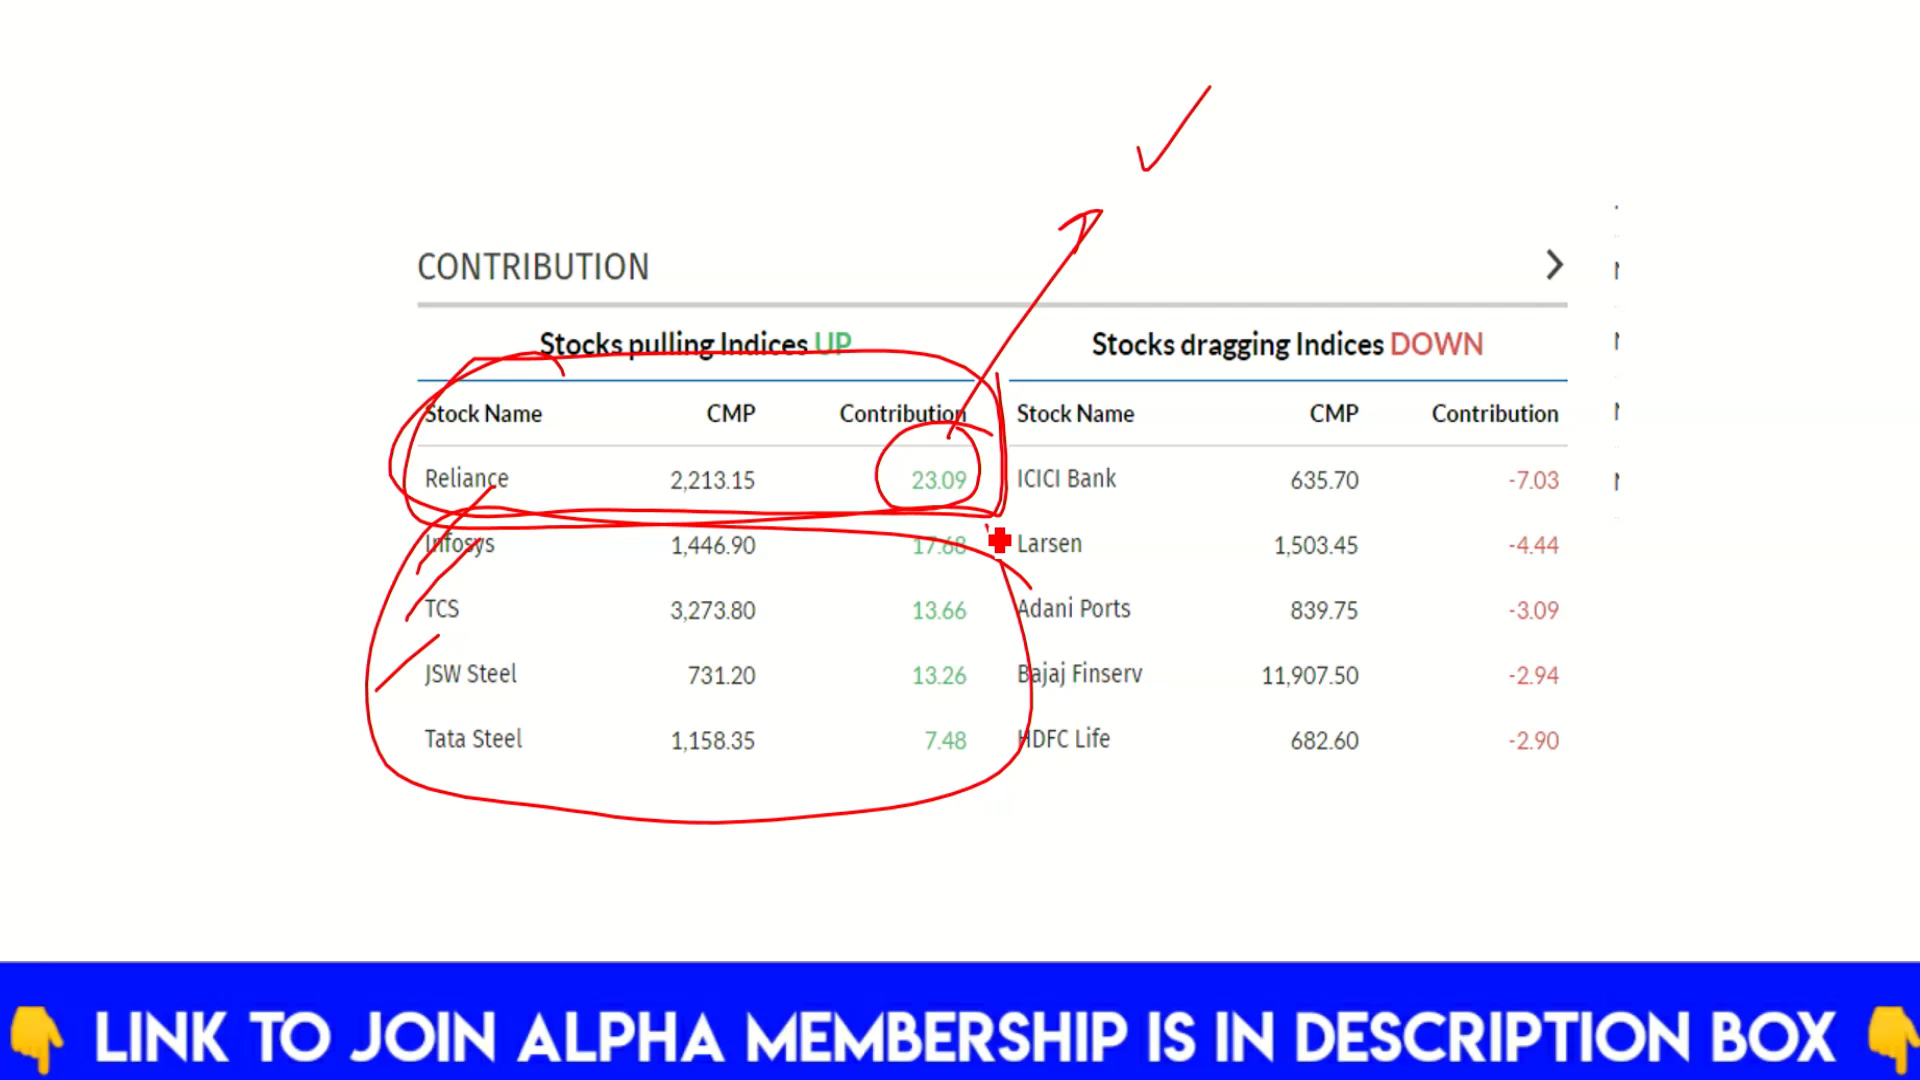 CONTRIBUTION
Stocks pulling Indices UP
Stocks dragging Indices DOWN
Stock Name CMP Contribution Stock Name CMP Contribution
Reliance 2,213.15 23.09 ICICI Bank 635.70 -7.03
Infosys 1,446.90 17.68 Larsen 1,503.45 -4.44
TCS 3,273.80 13.66 Adani Ports 839.75 -3.09
JSW Steel 731.20 13.26 Bajaj Finserv 11,907.50 -2.94
Tata Steel 1,158.35 7.48 HDFC Life 682.60 -2.90
LINK TO JOIN ALPHA MEMBERSHIP IS IN DESCRIPTION BOX